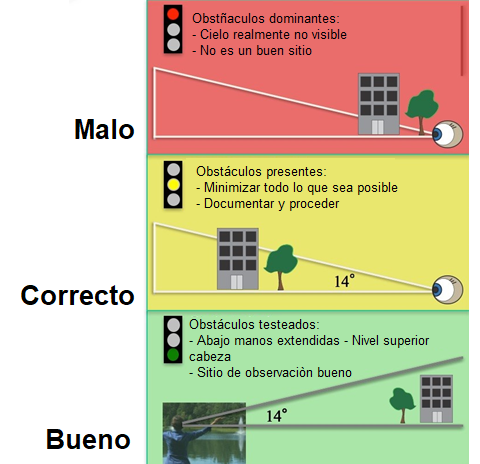 Obstñaculos dominantes:
- Cielo realmente no visible
- No es un buen sitio
Malo
Obstáculos presentes:
- Minimizar todo lo que sea posible
- Documentar y proceder
14°
Correcto
Obstáculos testeados:
- Abajo manos extendidas - Nivel superior
cabeza
- Sitio de observaciòn bueno
14°
Bueno